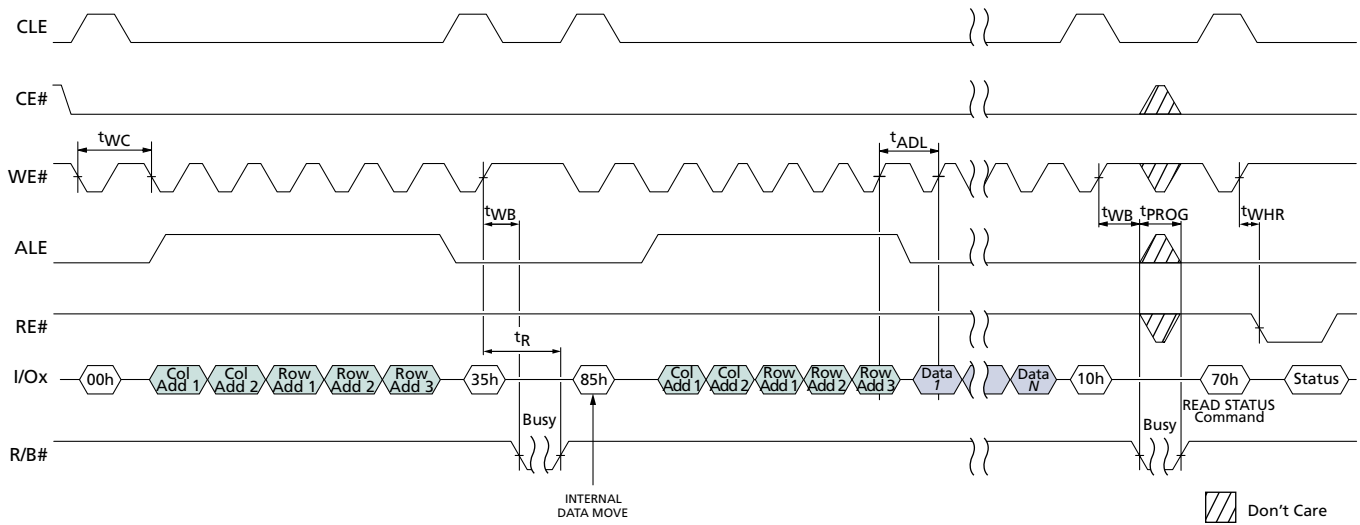 CLE
CE#
tWC
tADL
WE#
tWB
tWB
tPROG
tWHR
ALE
RE#
tR
I/Ox
00h
Col Add 1
Col Add 2
Row Add 1
Row Add 2
Row Add 3
35h
85h
Col Add 1
Col Add 2
Row Add 1
Row Add 2
Row Add 3
Data 1
Data N
10h
70h
Status
READ STATUS
Command
Busy
Busy
R/B#
INTERNAL
DATA MOVE
Don't Care